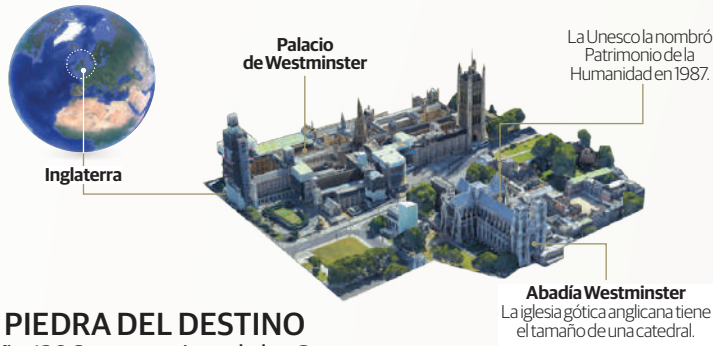 Palacio
de Westminster
La Unesco la nombró
Patrimonio de la
Humanidad en 1987.
Inglaterra
Abadía Westminster
La iglesia gótica anglicana tiene
el tamaño de una catedral.
PIEDRA DEL DESTINO